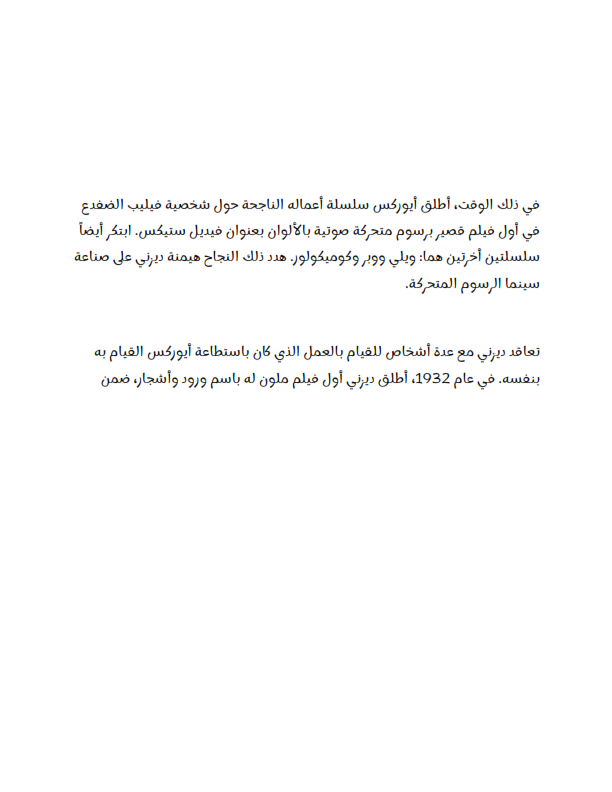 في ذلك الوقت، أطلق أيوركس سلسلة أعماله الناجحة حول شخصية فيليب الضفدع
في أول فيلم قصير برسوم متحركة صوتية بالألوان بعنوان فيديل ستيكس. ابتكر أيضاً
سلسلتين أخرتين هما: ويلي ووبر وكوميكولور. هدد ذلك النجاح هيمنة ديزني على صناعة
سينما الرسوم المتحركة.
تعاقد ديزني مع عدة أشخاص للقيام بالعمل الذي كان باستطاعة أيوركس القيام به
بنفسه. في عام 1932، أطلق ديزني أول فيلم ملون له باسم ورود وأشجار، ضمن